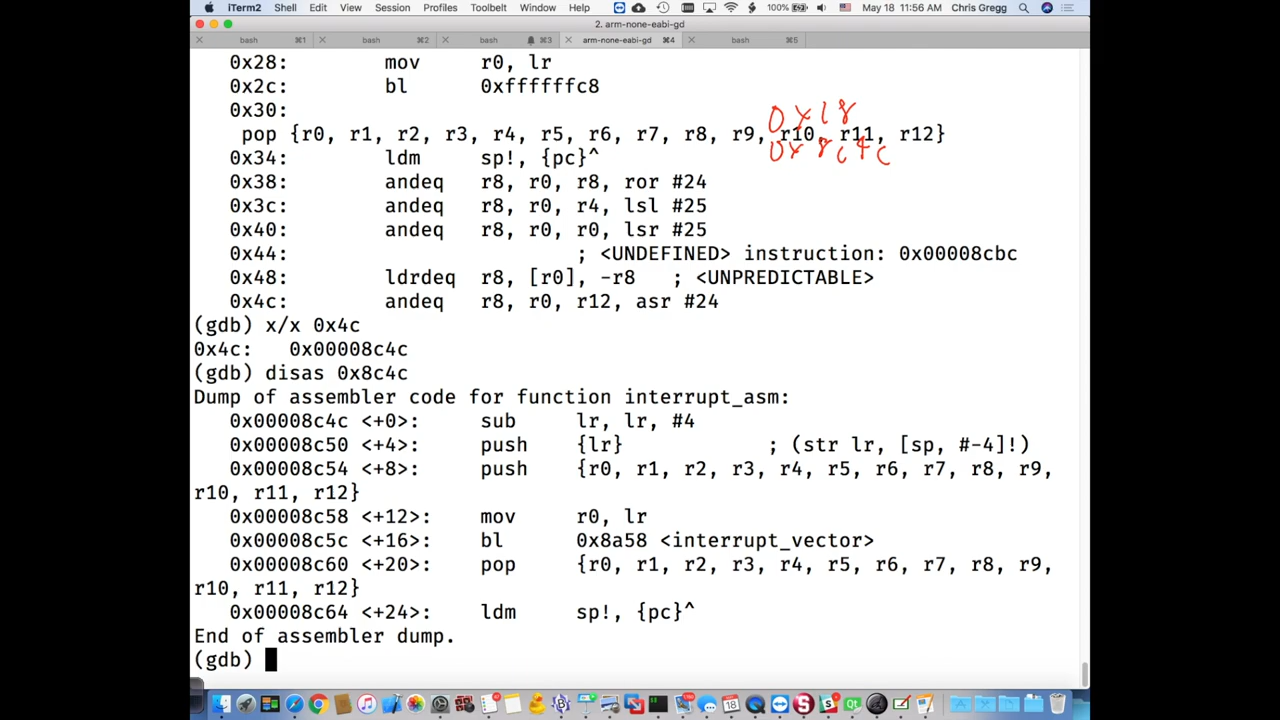 iTerm2 Shell Edit View Session Profiles Toolbelt Window Help 100% May 18 11:56 AM Chris Gregg
2. arm-none-eabi-gd
bash ⌘1 bash ⌘2 bash ⌘3 arm-none-eabi-gd ⌘4 bash ⌘5
0x28: mov r0, lr
0x2c: bl 0xffffffc8
0x30:
0x18
pop {r0, r1, r2, r3, r4, r5, r6, r7, r8, r9, r10, r11, r12}
0x8c4c
0x34: ldm sp!, {pc}^
0x38: andeq r8, r0, r8, ror #24
0x3c: andeq r8, r0, r4, lsl #25
0x40: andeq r8, r0, r0, lsr #25
0x44: ; <UNDEFINED> instruction: 0x00008cbc
0x48: ldrdeq r8, [r0], -r8 ; <UNPREDICTABLE>
0x4c: andeq r8, r0, r12, asr #24
(gdb) x/x 0x4c
0x4c: 0x00008c4c
(gdb) disas 0x8c4c
Dump of assembler code for function interrupt_asm:
0x00008c4c <+0>: sub lr, lr, #4
0x00008c50 <+4>: push {lr} ; (str lr, [sp, #-4]!)
0x00008c54 <+8>: push {r0, r1, r2, r3, r4, r5, r6, r7, r8, r9,
r10, r11, r12}
0x00008c58 <+12>: mov r0, lr
0x00008c5c <+16>: bl 0x8a58 <interrupt_vector>
0x00008c60 <+20>: pop {r0, r1, r2, r3, r4, r5, r6, r7, r8, r9,
r10, r11, r12}
0x00008c64 <+24>: ldm sp!, {pc}^
End of assembler dump.
(gdb)